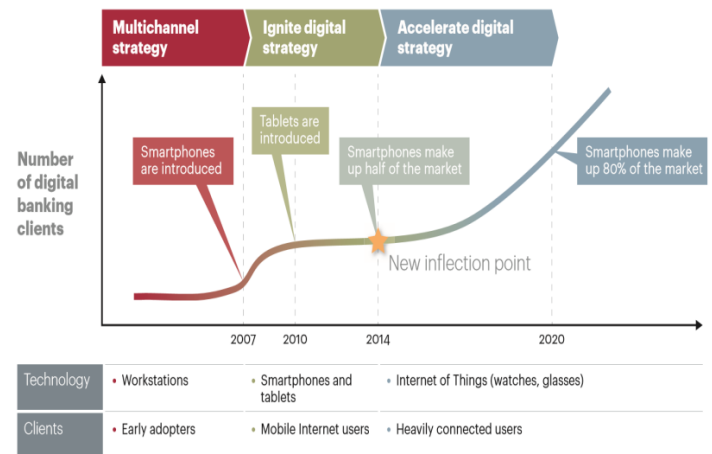 Multichannel
strategy
Ignite digital
strategy
Accelerate digital
strategy
Number
of digital
banking
clients
Smartphones
are introduced
Tablets are
introduced
Smartphones make
up half of the market
Smartphones make
up 80% of the market
New inflection point
2007 2010 2014 2020
Technology
• Workstations
• Smartphones and
tablets
• Internet of Things (watches, glasses)
Clients
• Early adopters
• Mobile Internet users
• Heavily connected users